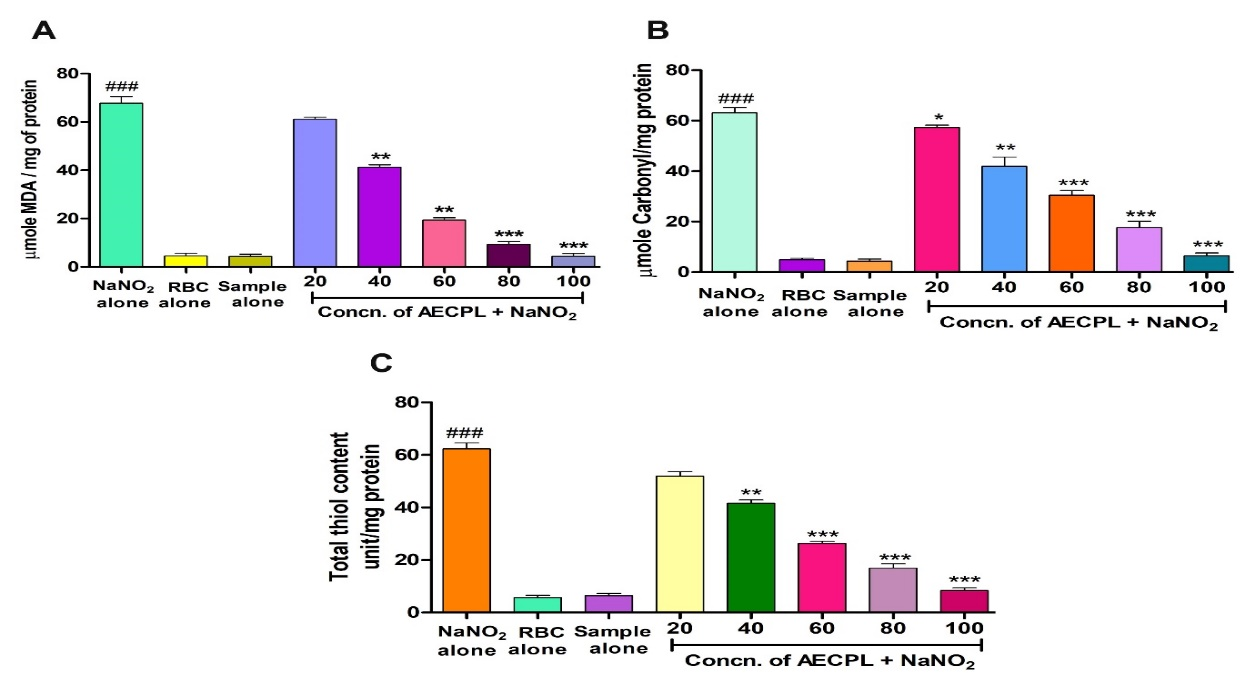 A
μmole MDA / mg of protein
80
60
40
20
0
###
**
**
***
***
NaNO₂ alone
RBC alone
Sample alone
20 40 60 80 100
Concn. of AECPL + NaNO₂
B
μmole Carbonyl/mg protein
80
60
40
20
0
###
*
**
***
***
***
NaNO₂ alone
RBC alone
Sample alone
20 40 60 80 100
Concn. of AECPL + NaNO₂
C
Total thiol content
unit/mg protein
80
60
40
20
0
###
**
***
***
***
NaNO₂ alone
RBC alone
Sample alone
20 40 60 80 100
Concn. of AECPL + NaNO₂